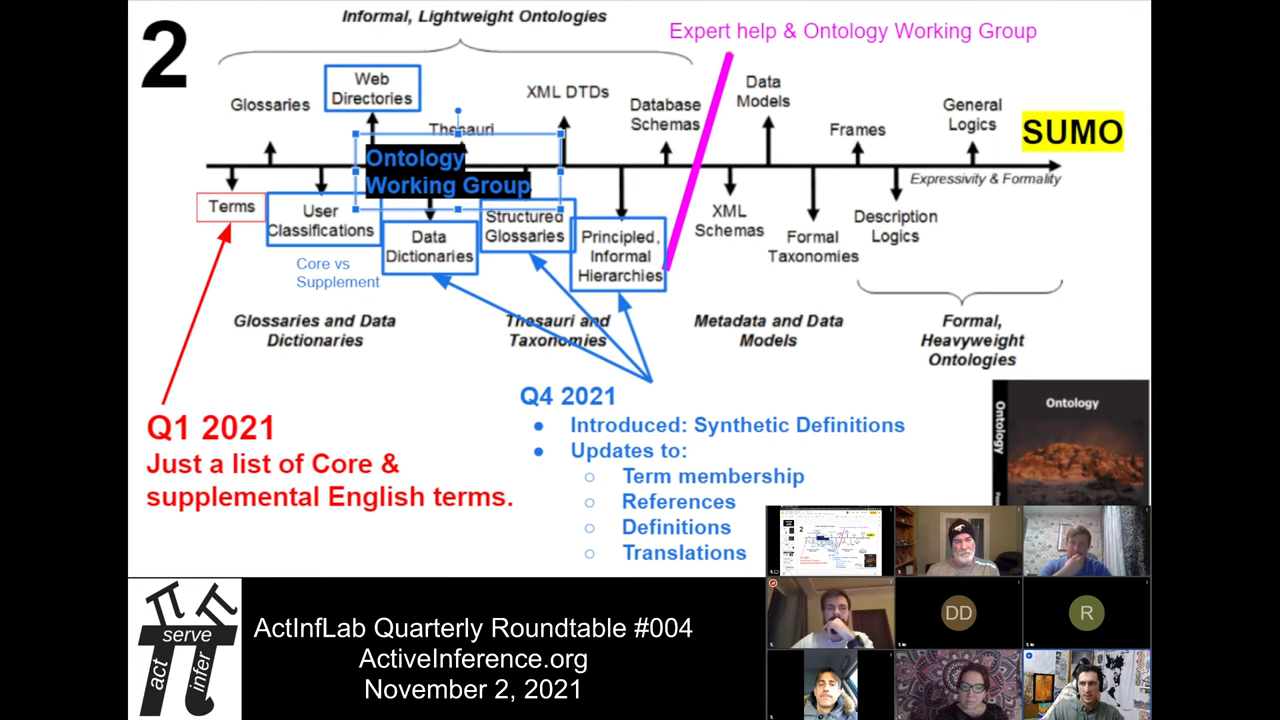 2
Informal, Lightweight Ontologies
Expert help & Ontology Working Group
Web
Directories
Glossaries
Thesauri
XML DTDs
Database
Schemas
Data
Models
Frames
General
Logics
SUMO
Ontology
Working Group
Expressivity & Formality
Terms
User
Classifications
Data
Dictionaries
Structured
Glossaries
Principled,
Informal
Hierarchies
XML
Schemas
Formal
Taxonomies
Description
Logics
Core vs
Supplement
Glossaries and Data
Dictionaries
Thesauri and
Taxonomies
Metadata and Data
Models
Formal,
Heavyweight
Ontologies
Q1 2021
Just a list of Core &
supplemental English terms.
Q4 2021
● Introduced: Synthetic Definitions
● Updates to:
○ Term membership
○ References
○ Definitions
○ Translations
Ontology
Ontology
DD
R
act
serve
infer
ActInfLab Quarterly Roundtable #004
ActiveInference.org
November 2, 2021